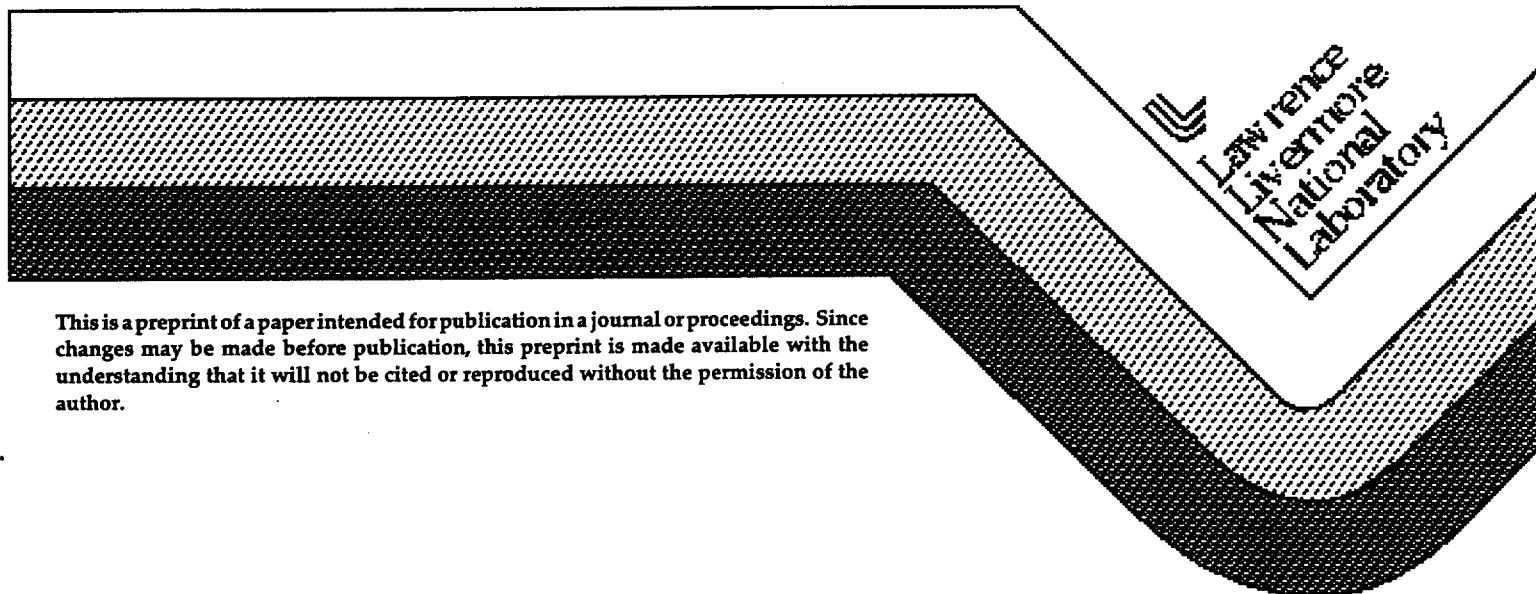 Lawrence
Livermore
National
Laboratory
This is a preprint of a paper intended for publication in a journal or proceedings. Since
changes may be made before publication, this preprint is made available with the
understanding that it will not be cited or reproduced without the permission of the
author.